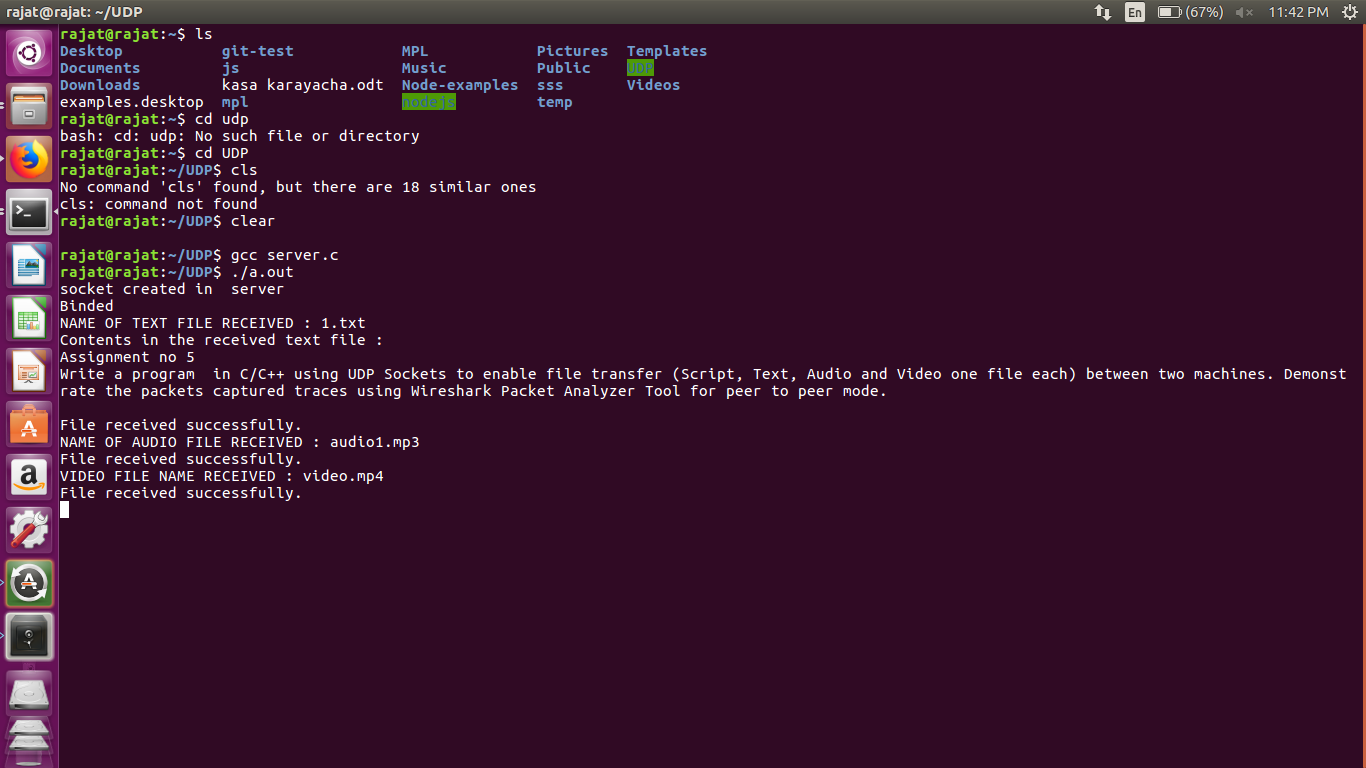 rajat@rajat: ~/UDP
En (67%) 11:42 PM
rajat@rajat:~$ ls
Desktop git-test MPL Pictures Templates
Documents js Music Public UDP
Downloads kasa karayacha.odt Node-examples sss Videos
examples.desktop mpl nodejs temp
rajat@rajat:~$ cd udp
bash: cd: udp: No such file or directory
rajat@rajat:~$ cd UDP
rajat@rajat:~/UDP$ cls
No command 'cls' found, but there are 18 similar ones
cls: command not found
rajat@rajat:~/UDP$ clear
rajat@rajat:~/UDP$ gcc server.c
rajat@rajat:~/UDP$ ./a.out
socket created in  server
Binded
NAME OF TEXT FILE RECEIVED : 1.txt
Contents in the received text file :
Assignment no 5
Write a program  in C/C++ using UDP Sockets to enable file transfer (Script, Text, Audio and Video one file each) between two machines. Demonst
rate the packets captured traces using Wireshark Packet Analyzer Tool for peer to peer mode.
File received successfully.
NAME OF AUDIO FILE RECEIVED : audio1.mp3
File received successfully.
VIDEO FILE NAME RECEIVED : video.mp4
File received successfully.